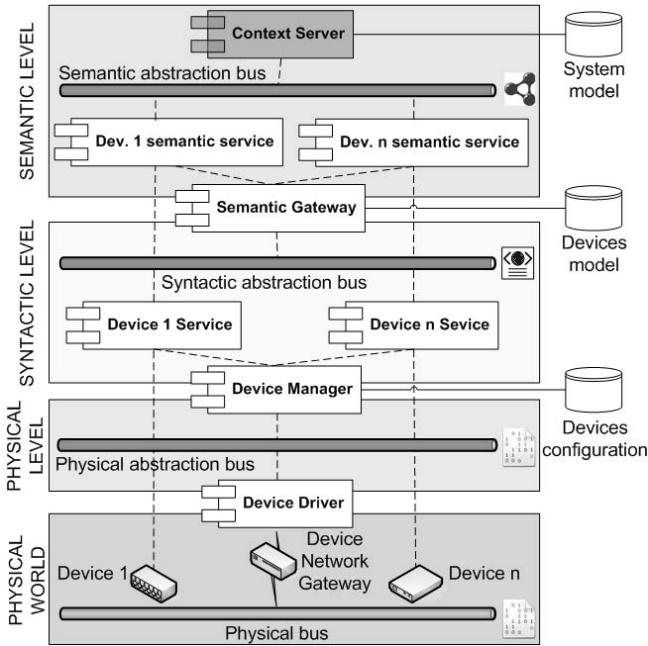 SEMANTIC LEVEL
Context Server
System
model
Semantic abstraction bus
Dev. 1 semantic service
Dev. n semantic service
Semantic Gateway
Devices
model
SYNTACTIC LEVEL
Syntactic abstraction bus
Device 1 Service
Device n Sevice
Device Manager
Devices
configuration
PHYSICAL
LEVEL
Physical abstraction bus
Device Driver
PHYSICAL
WORLD
Device 1
Device
Network
Gateway
Device n
Physical bus